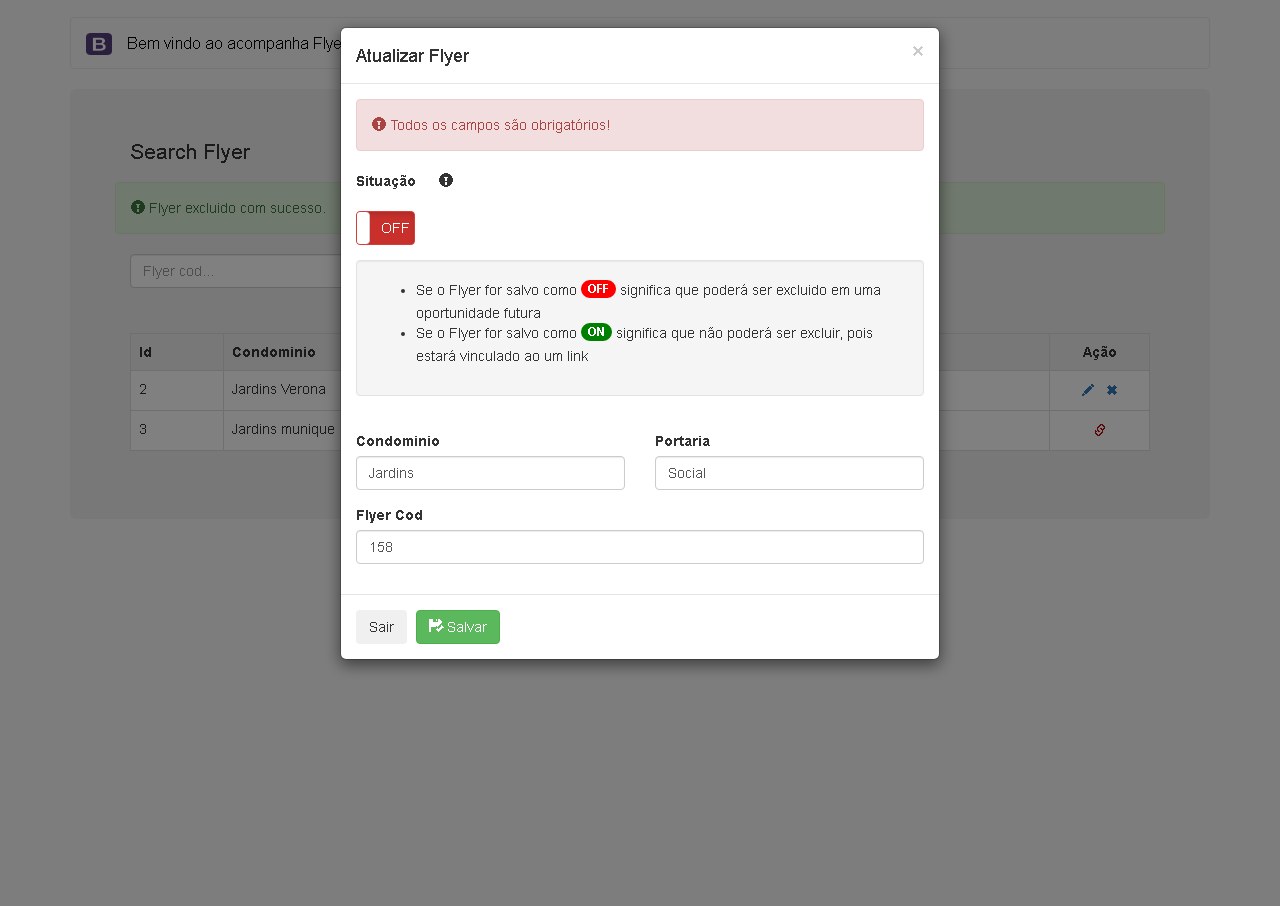 B Bem vindo ao acompanha Flye
Atualizar Flyer
×
Todos os campos são obrigatórios!
Situação
OFF
Se o Flyer for salvo como OFF significa que poderá ser excluido em uma
oportunidade futura
Se o Flyer for salvo como ON significa que não poderá ser excluir, pois
estará vinculado ao um link
Condominio Portaria
Jardins Social
Flyer Cod
158
Sair Salvar
Search Flyer
Flyer excluido com sucesso.
Flyer cod...
Id Condominio Ação
2 Jardins Verona
3 Jardins munique